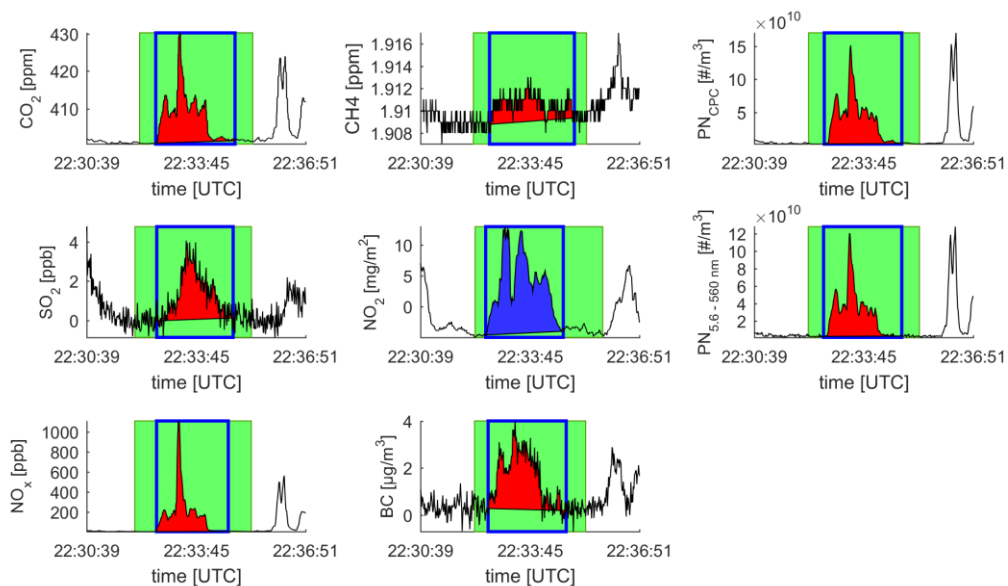 CO2 [ppm]
430
420
410
22:30:39 22:33:45 22:36:51
time [UTC]
CH4 [ppm]
1.916
1.914
1.912
1.91
1.908
22:30:39 22:33:45 22:36:51
time [UTC]
× 10^10
PN_CPC [#/m^3]
15
10
5
22:30:39 22:33:45 22:36:51
time [UTC]
SO2 [ppb]
4
2
0
22:30:39 22:33:45 22:36:51
time [UTC]
NO2 [mg/m^2]
10
5
0
22:30:39 22:33:45 22:36:51
time [UTC]
× 10^10
PN_5.6 - 560 nm [#/m^3]
12
10
8
6
4
2
22:30:39 22:33:45 22:36:51
time [UTC]
NOx [ppb]
1000
800
600
400
200
22:30:39 22:33:45 22:36:51
time [UTC]
BC [μg/m^3]
4
2
0
22:30:39 22:33:45 22:36:51
time [UTC]